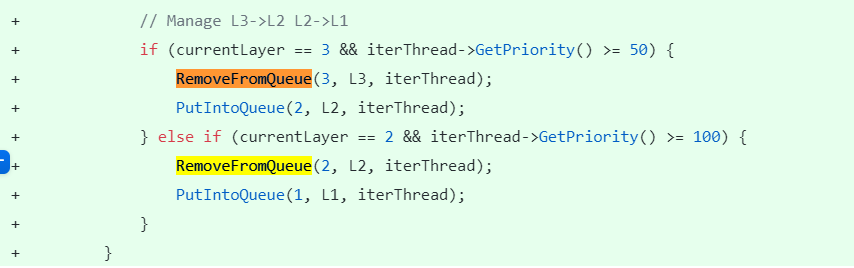 + // Manage L3->L2 L2->L1
+ if (currentLayer == 3 && iterThread->GetPriority() >= 50) {
+ RemoveFromQueue(3, L3, iterThread);
+ PutIntoQueue(2, L2, iterThread);
+ } else if (currentLayer == 2 && iterThread->GetPriority() >= 100) {
+ RemoveFromQueue(2, L2, iterThread);
+ PutIntoQueue(1, L1, iterThread);
+ }
+ }